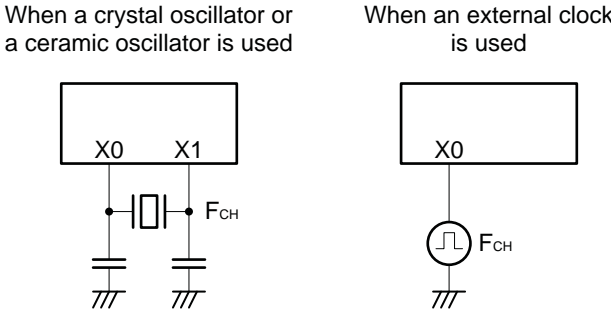 When a crystal oscillator or
a ceramic oscillator is used
When an external clock
is used
X0 X1
FCH
X0
FCH